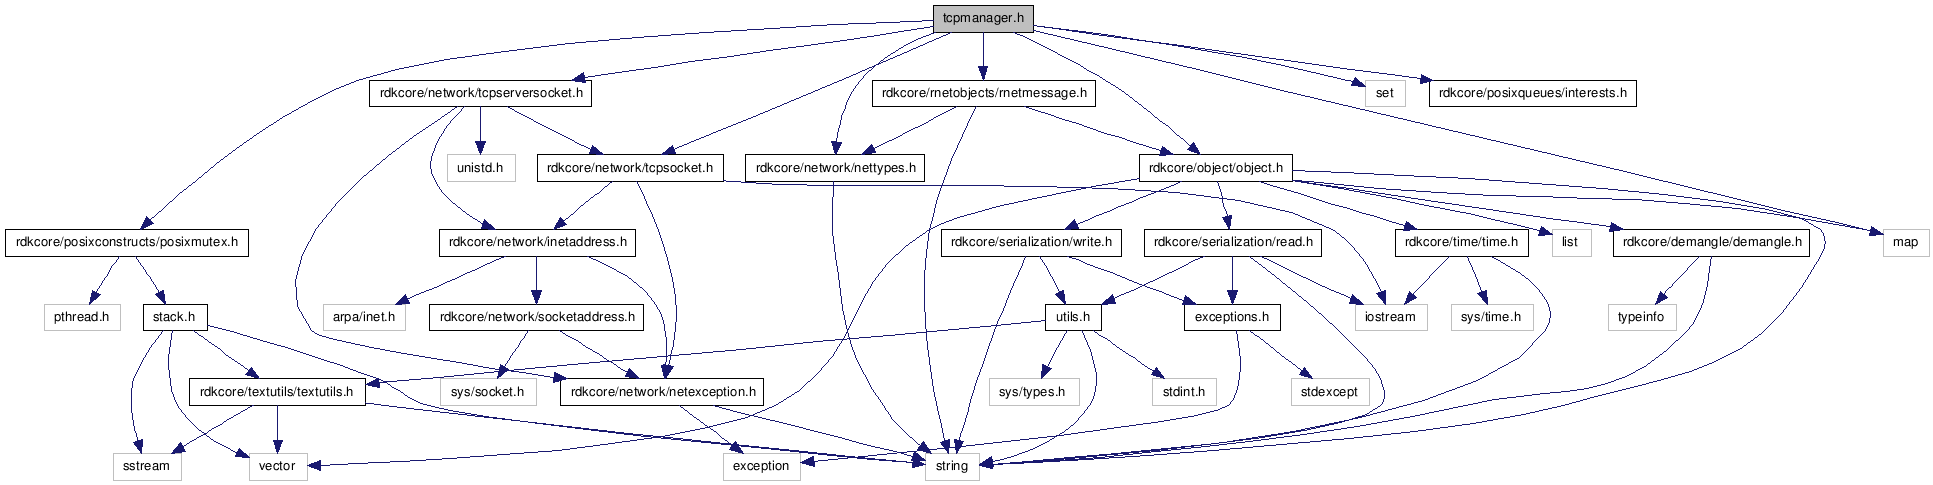 tcpmanager.h
rdkcore/network/tcpserversocket.h
rdkcore/rnetobjects/rnetmessage.h
set
rdkcore/posixqueues/interests.h
unistd.h
rdkcore/network/tcpsocket.h
rdkcore/network/nettypes.h
rdkcore/object/object.h
rdkcore/posixconstructs/posixmutex.h
rdkcore/network/inetaddress.h
rdkcore/serialization/write.h
rdkcore/serialization/read.h
rdkcore/time/time.h
list
rdkcore/demangle/demangle.h
map
pthread.h
stack.h
arpa/inet.h
rdkcore/network/socketaddress.h
utils.h
exceptions.h
iostream
sys/time.h
typeinfo
rdkcore/textutils/textutils.h
sys/socket.h
rdkcore/network/netexception.h
sys/types.h
stdint.h
stdexcept
sstream
vector
exception
string